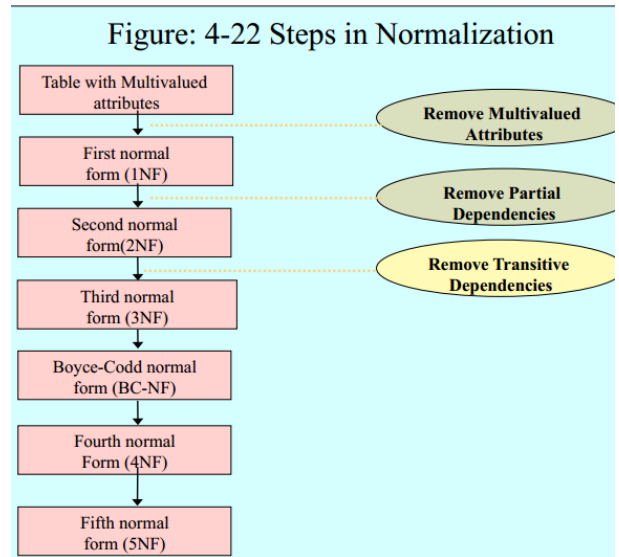 Figure: 4-22 Steps in Normalization
Table with Multivalued
attributes
Remove Multivalued
Attributes
First normal
form (1NF)
Remove Partial
Dependencies
Second normal
form(2NF)
Remove Transitive
Dependencies
Third normal
form (3NF)
Boyce-Codd normal
form (BC-NF)
Fourth normal
Form (4NF)
Fifth normal
form (5NF)